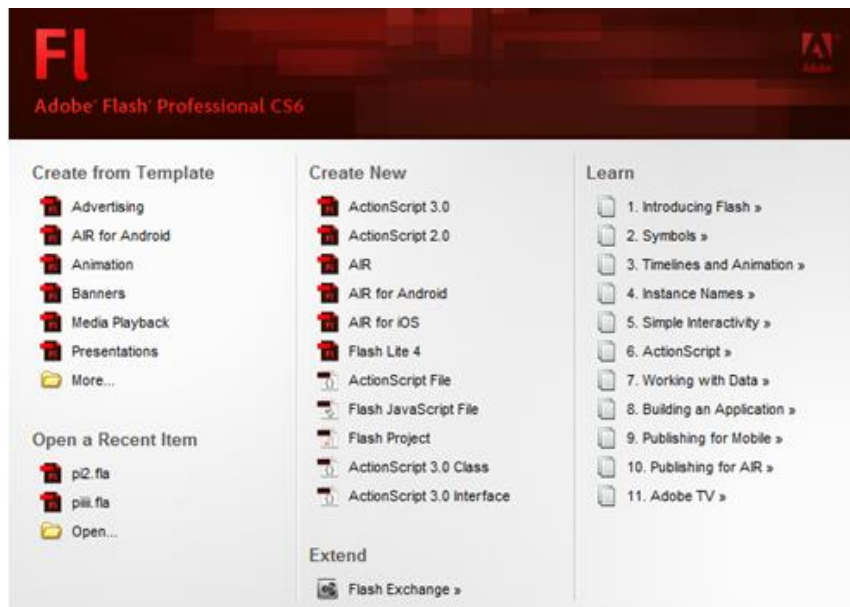 Fl
Adobe
Adobe® Flash® Professional CS6
Create from Template
Advertising
AIR for Android
Animation
Banners
Media Playback
Presentations
More...
Open a Recent Item
pi2.fla
piii.fla
Open...
Create New
ActionScript 3.0
ActionScript 2.0
AIR
AIR for Android
AIR for iOS
Flash Lite 4
ActionScript File
Flash JavaScript File
Flash Project
ActionScript 3.0 Class
ActionScript 3.0 Interface
Extend
Flash Exchange »
Learn
1. Introducing Flash »
2. Symbols »
3. Timelines and Animation »
4. Instance Names »
5. Simple Interactivity »
6. ActionScript »
7. Working with Data »
8. Building an Application »
9. Publishing for Mobile »
10. Publishing for AIR »
11. Adobe TV »